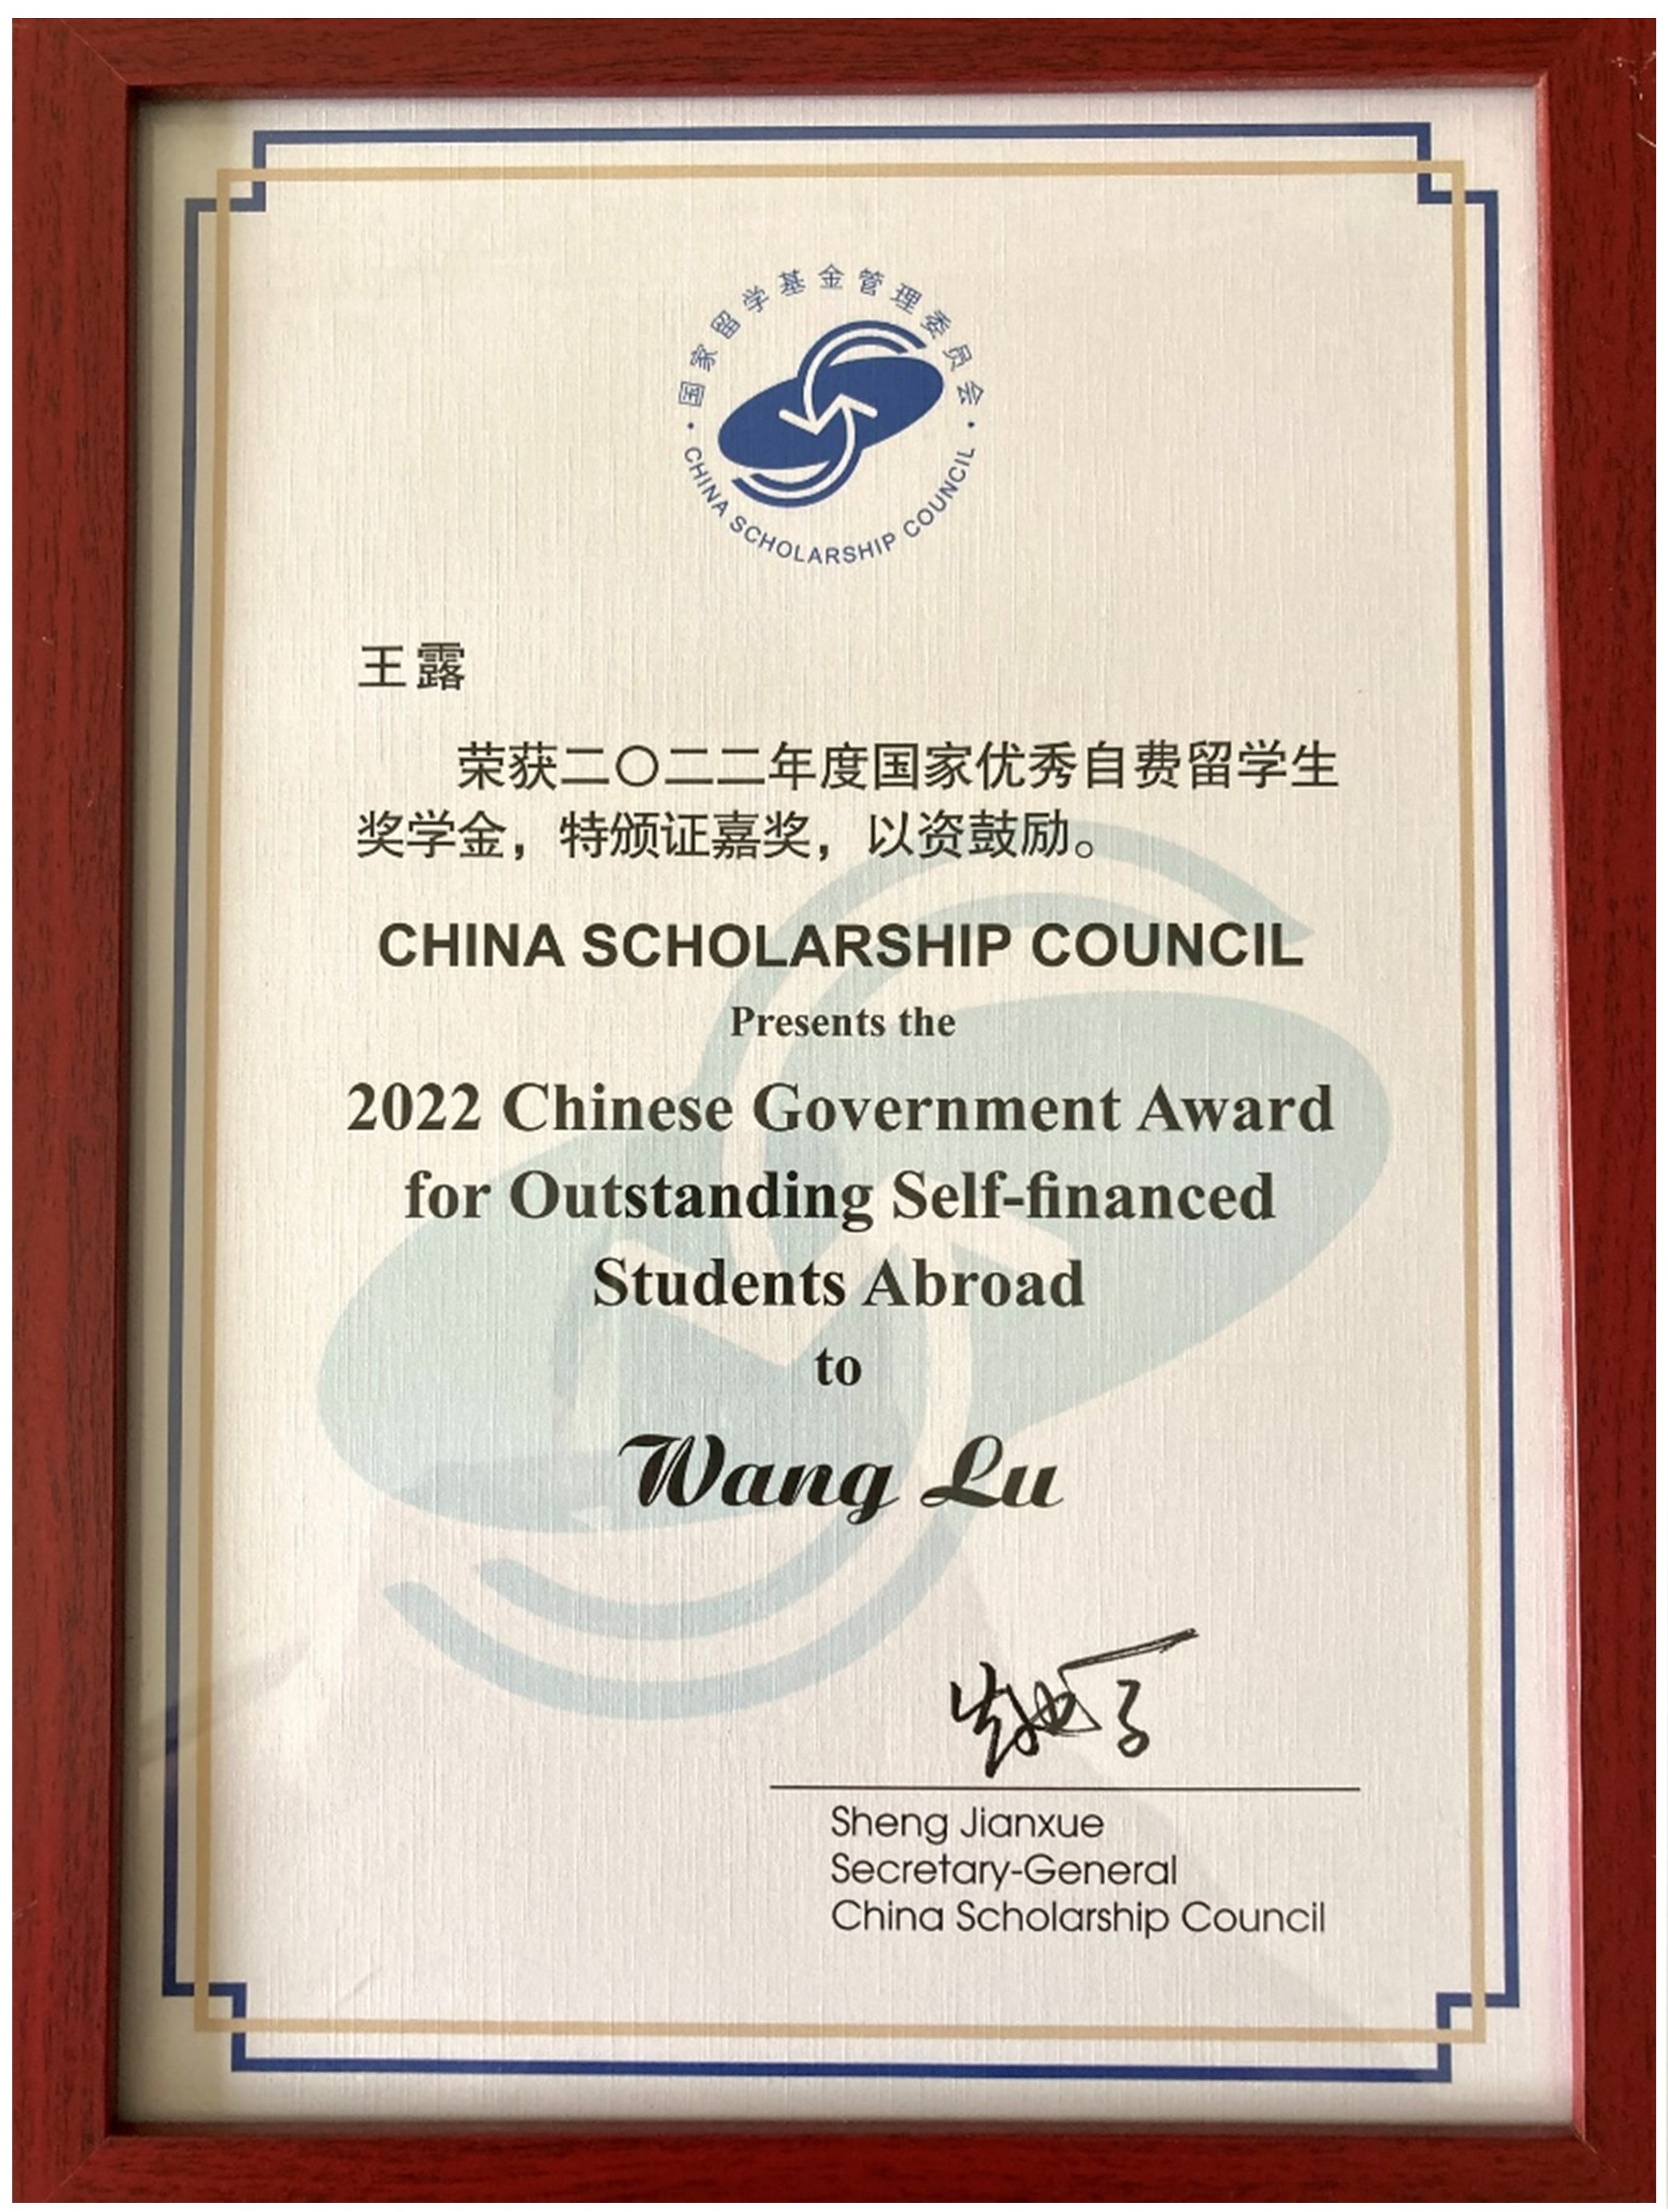 国家留学基金管理委员会
CHINA SCHOLARSHIP COUNCIL
王露
荣获二〇二二年度国家优秀自费留学生
奖学金，特颁证嘉奖，以资鼓励。
CHINA SCHOLARSHIP COUNCIL
Presents the
2022 Chinese Government Award
for Outstanding Self-financed
Students Abroad
to
Wang Lu
Sheng Jianxue
Secretary-General
China Scholarship Council